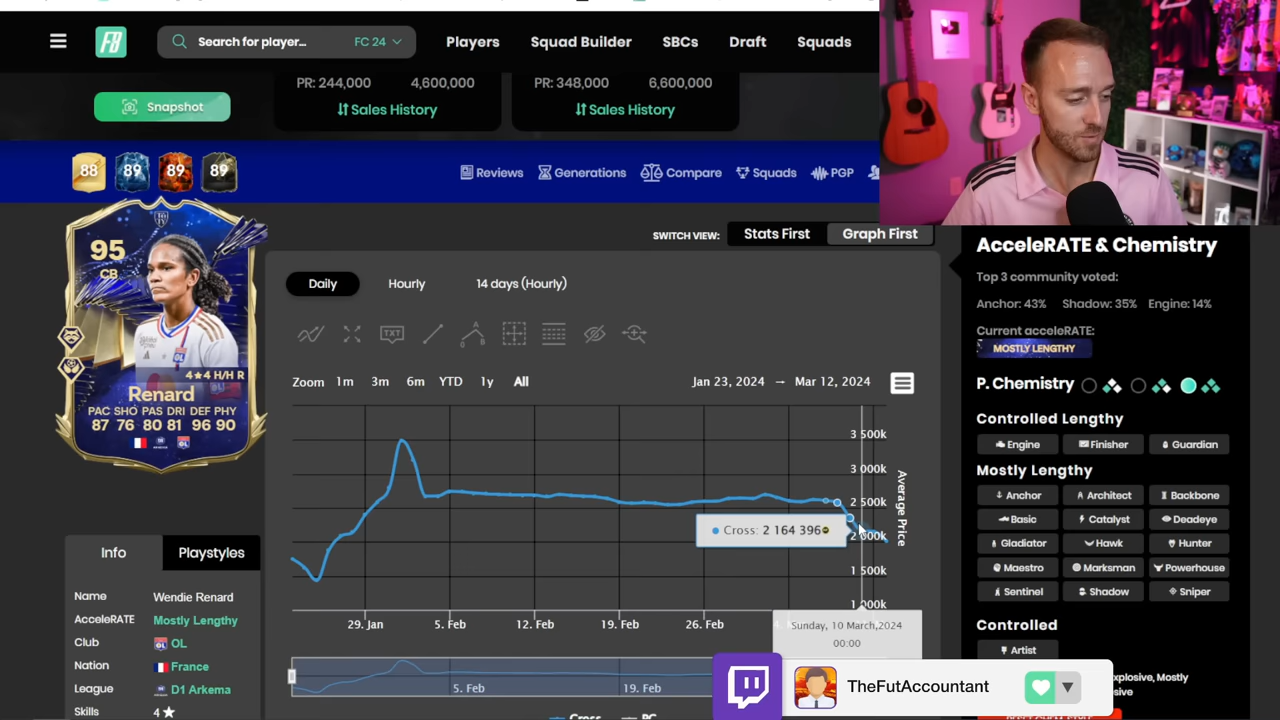 FB
Search for player...
FC 24
Players
Squad Builder
SBCs
Draft
Squads
PR: 244,000
4,600,000
PR: 348,000
6,600,000
Snapshot
Sales History
Sales History
88
89
89
89
Reviews
Generations
Compare
Squads
PGP
SWITCH VIEW:
Stats First
Graph First
95
CB
4★4 H/H R
Renard
PAC SHO PAS DRI DEF PHY
87 76 80 81 96 90
Daily
Hourly
14 days (Hourly)
TXT
Zoom
1m
3m
6m
YTD
1y
All
Jan 23, 2024 → Mar 12, 2024
3 500k
3 000k
2 500k
2 000k
1 500k
1 000k
Average Price
Cross: 2 164 396
29. Jan
5. Feb
12. Feb
19. Feb
26. Feb
Sunday, 10 March,2024
00:00
5. Feb
19. Feb
Cross
PC
Info
Playstyles
Name
Wendie Renard
AcceleRATE
Mostly Lengthy
Club
OL
Nation
France
League
D1 Arkema
Skills
4★
AcceleRATE & Chemistry
Top 3 community voted:
Anchor: 43%
Shadow: 35%
Engine: 14%
Current acceleRATE:
MOSTLY LENGTHY
P. Chemistry
Controlled Lengthy
Engine
Finisher
Guardian
Mostly Lengthy
Anchor
Architect
Backbone
Basic
Catalyst
Deadeye
Gladiator
Hawk
Hunter
Maestro
Marksman
Powerhouse
Sentinel
Shadow
Sniper
Controlled
Artist
explosive, Mostly
TheFutAccountant